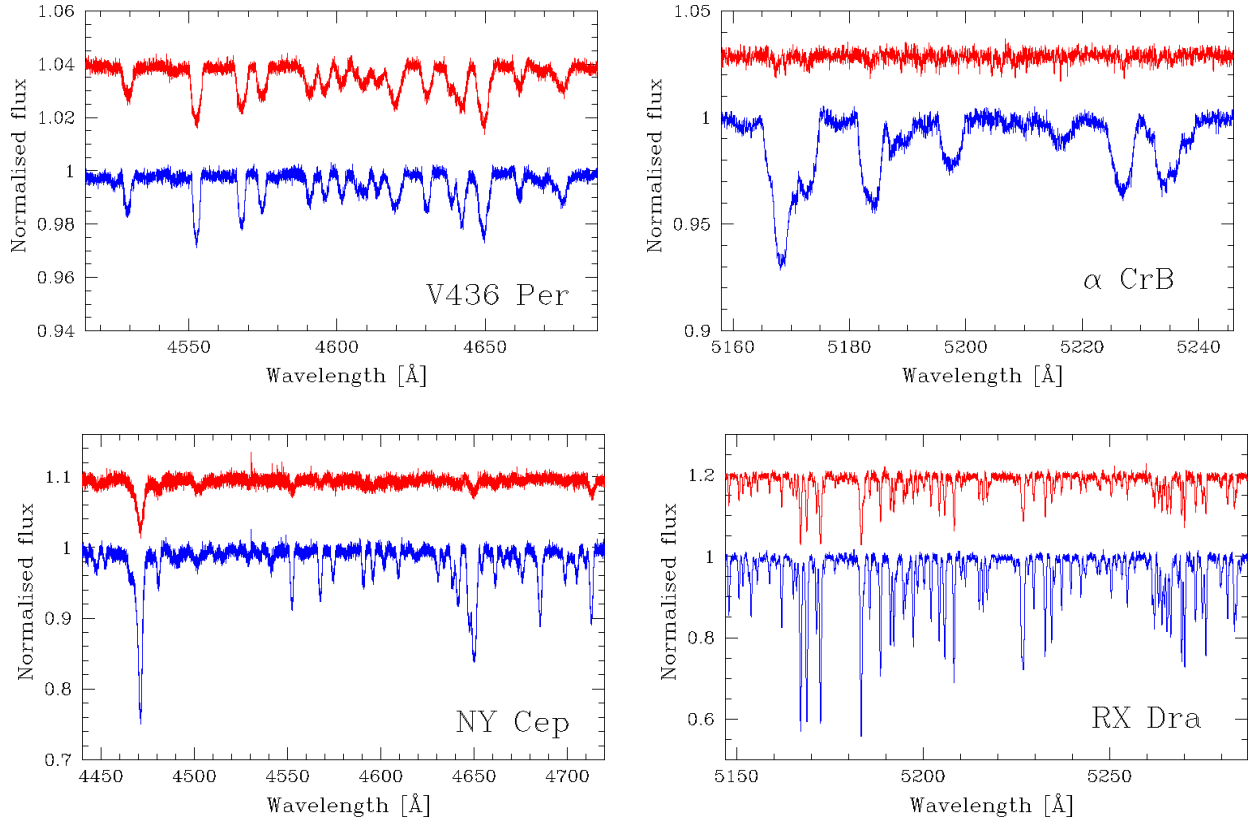 1.06
1.04
1.02
1
0.98
0.96
0.94
Normalised flux
V436 Per
4550 4600 4650
Wavelength [Å]
1.05
1
0.95
0.9
Normalised flux
α CrB
5160 5180 5200 5220 5240
Wavelength [Å]
1.1
1
0.9
0.8
0.7
Normalised flux
NY Cep
4450 4500 4550 4600 4650 4700
Wavelength [Å]
1.2
1
0.8
0.6
Normalised flux
RX Dra
5150 5200 5250
Wavelength [Å]